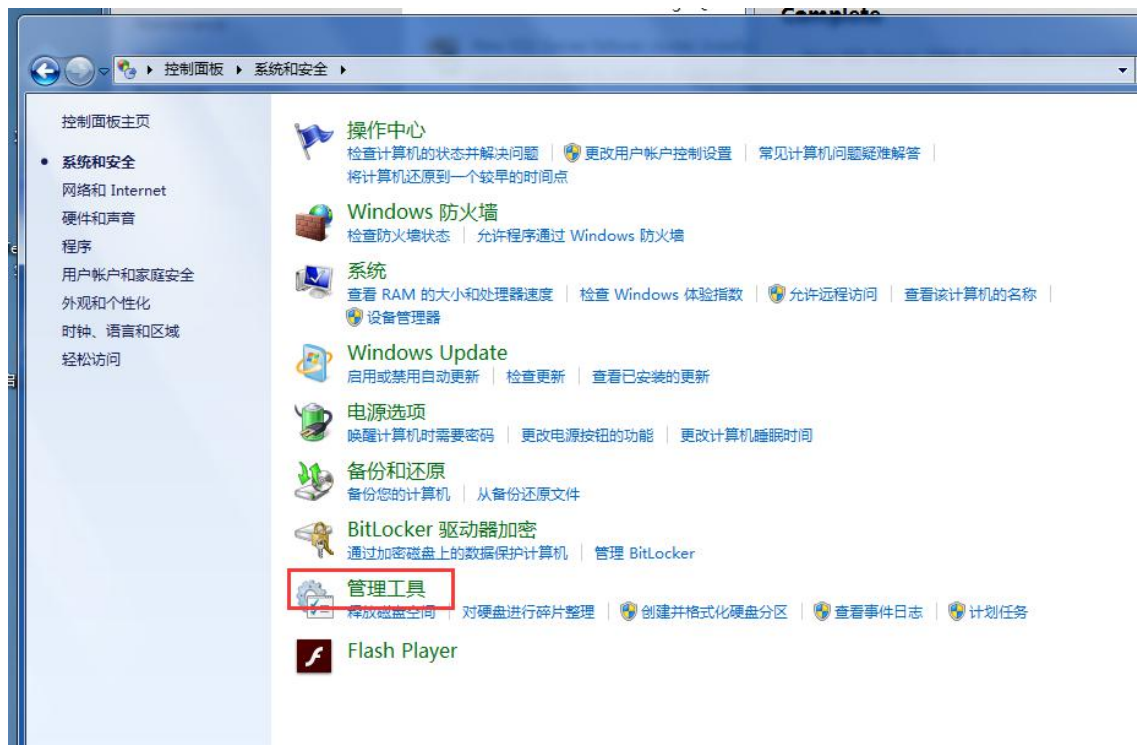 Complete
控制面板 系统和安全
控制面板主页
系统和安全
网络和 Internet
硬件和声音
程序
用户帐户和家庭安全
外观和个性化
时钟、语言和区域
轻松访问
操作中心
检查计算机的状态并解决问题 更改用户帐户控制设置 常见计算机问题疑难解答
将计算机还原到一个较早的时间点
Windows 防火墙
检查防火墙状态 允许程序通过 Windows 防火墙
系统
查看 RAM 的大小和处理器速度 检查 Windows 体验指数 允许远程访问 查看该计算机的名称
设备管理器
Windows Update
启用或禁用自动更新 检查更新 查看已安装的更新
电源选项
唤醒计算机时需要密码 更改电源按钮的功能 更改计算机睡眠时间
备份和还原
备份您的计算机 从备份还原文件
BitLocker 驱动器加密
通过加密磁盘上的数据保护计算机 管理 BitLocker
管理工具
释放磁盘空间 对硬盘进行碎片整理 创建并格式化硬盘分区 查看事件日志 计划任务
Flash Player